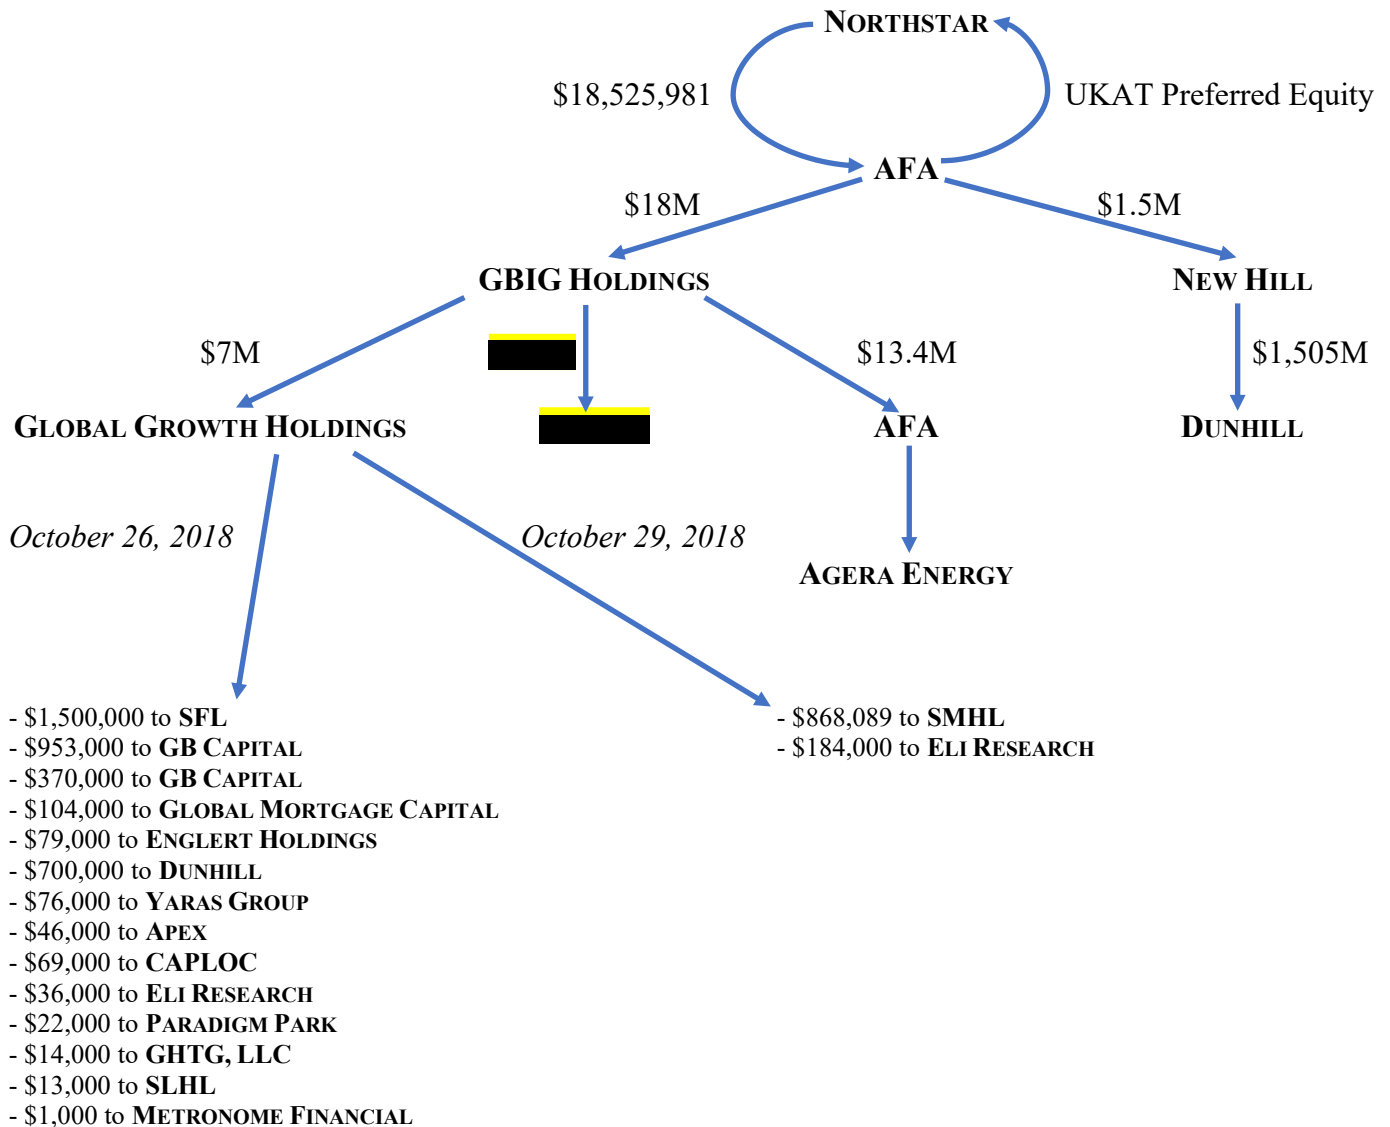 NORTHSTAR
$18,525,981
UKAT Preferred Equity
AFA
$18M
$1.5M
GBIG HOLDINGS
NEW HILL
$7M
$13.4M
$1,505M
GLOBAL GROWTH HOLDINGS
AFA
DUNHILL
October 26, 2018
October 29, 2018
AGERA ENERGY
- $1,500,000 to SFL
- $953,000 to GB CAPITAL
- $370,000 to GB CAPITAL
- $104,000 to GLOBAL MORTGAGE CAPITAL
- $79,000 to ENGLERT HOLDINGS
- $700,000 to DUNHILL
- $76,000 to YARAS GROUP
- $46,000 to APEX
- $69,000 to CAPLOC
- $36,000 to ELI RESEARCH
- $22,000 to PARADIGM PARK
- $14,000 to GHTG, LLC
- $13,000 to SLHL
- $1,000 to METRONOME FINANCIAL
- $868,089 to SMHL
- $184,000 to ELI RESEARCH